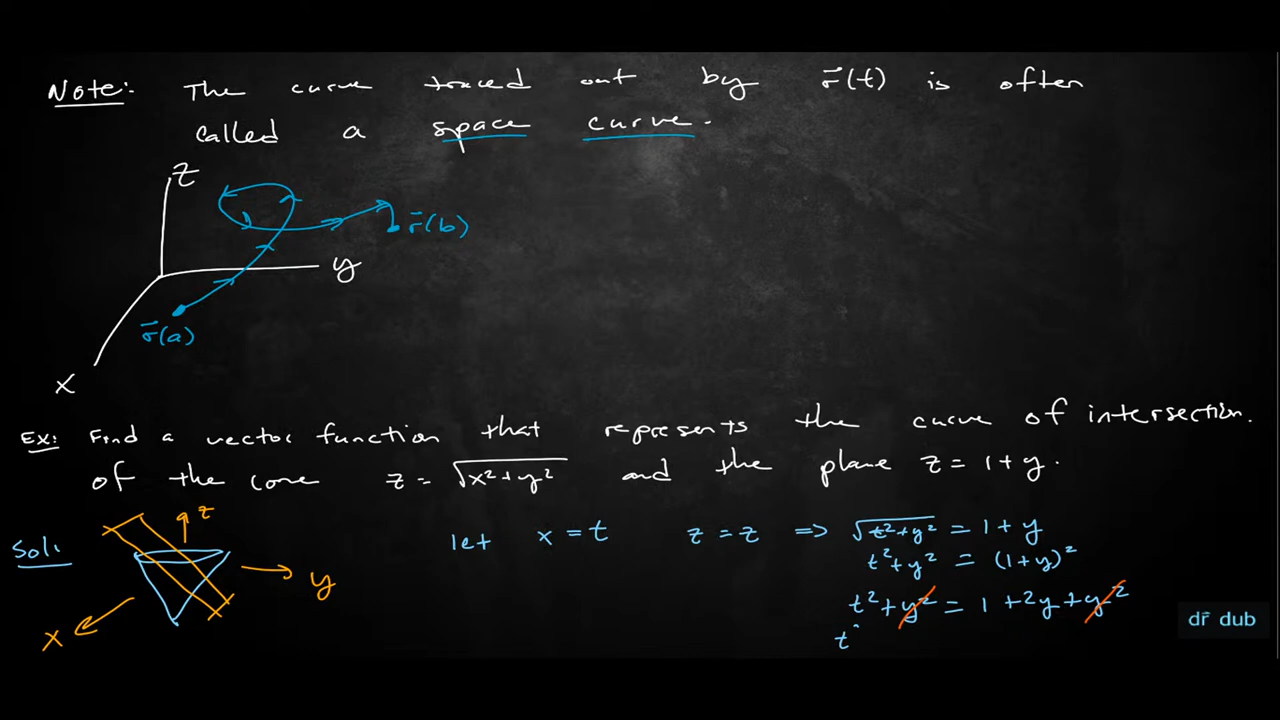 Note: The curve traced out by r⃗(t) is often
called a space curve.
z
r⃗(b)
y
r⃗(a)
x
Ex: Find a vector function that represents the curve of intersection
of the cone z = √(x²+y²) and the plane z = 1+y.
Sol:
z
y
x
let x = t z = z ⇒ √(t²+y²) = 1+y
t²+y² = (1+y)²
t²+y² = 1+2y+y²
t
dr dub